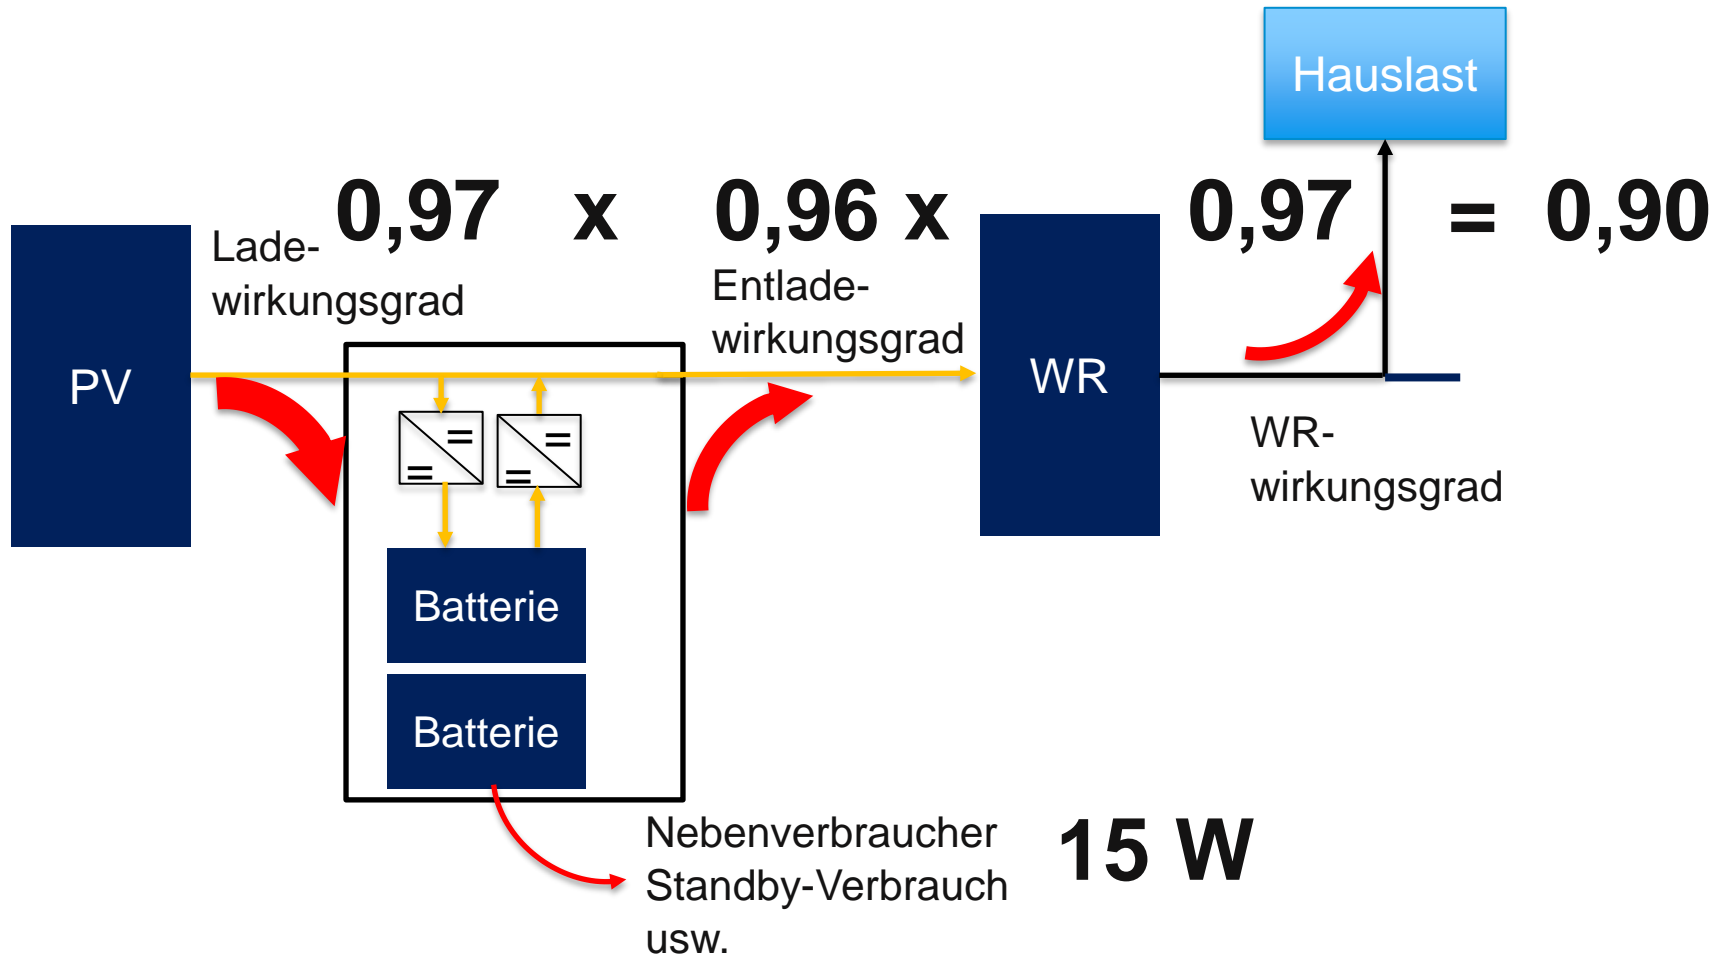 Hauslast
0,97 x 0,96 x 0,97 = 0,90
Lade-
wirkungsgrad
Entlade-
wirkungsgrad
PV
WR
WR-
wirkungsgrad
=
=
=
=
Batterie
Batterie
Nebenverbraucher
Standby-Verbrauch
usw.
15 W